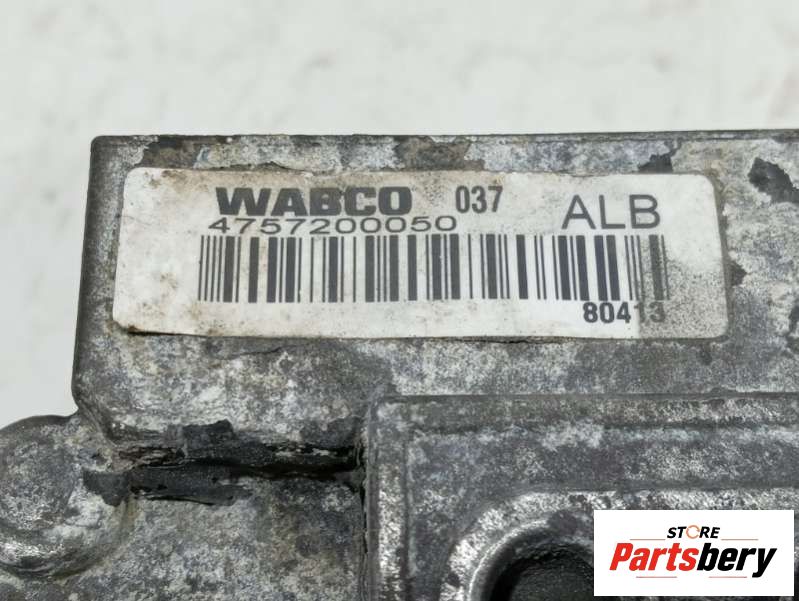 WABCO 037 ALB
4757200050
80413
STORE
Partsbery